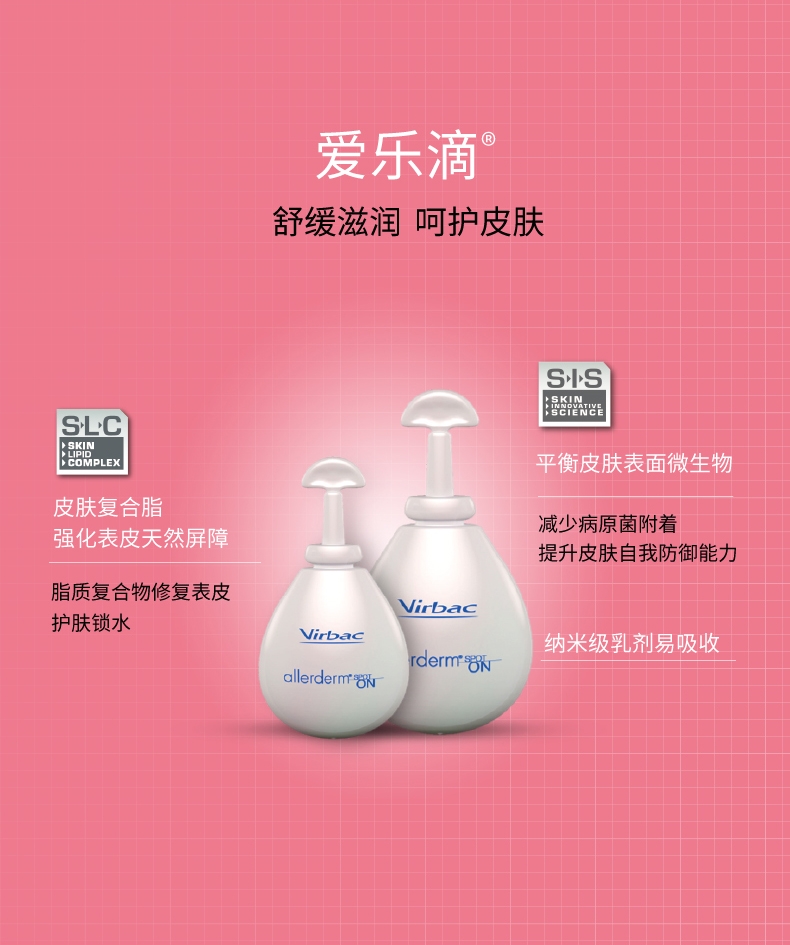 爱乐滴®
舒缓滋润 呵护皮肤
S·L·C
SKIN
LIPID
COMPLEX
皮肤复合脂
强化表皮天然屏障
脂质复合物修复表皮
护肤锁水
S·I·S
SKIN
INNOVATIVE
SCIENCE
平衡皮肤表面微生物
减少病原菌附着
提升皮肤自我防御能力
纳米级乳剂易吸收
Virbac
allerderm® SPOT
ON
Virbac
rderm® SPOT
ON